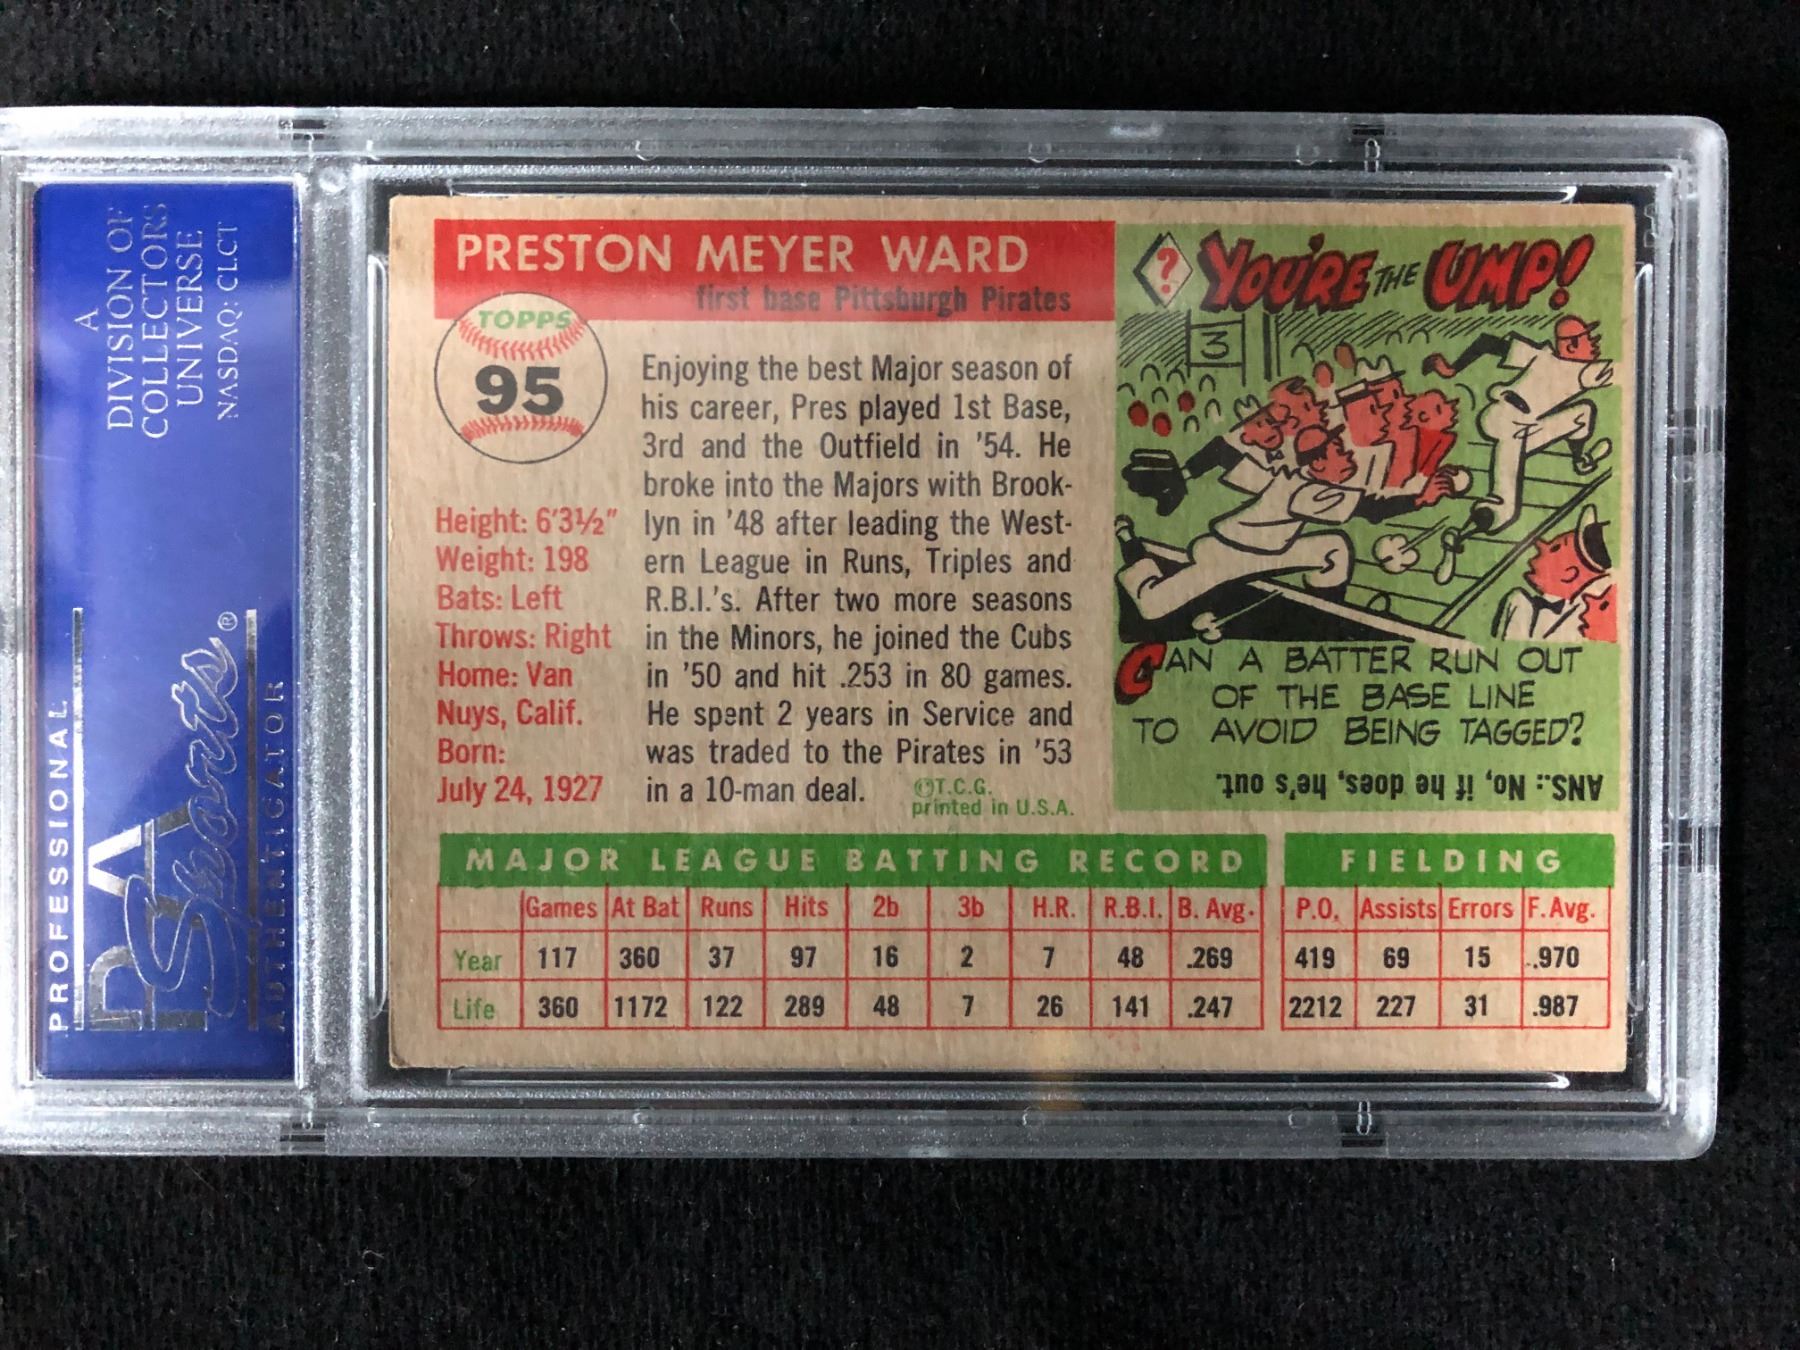 A
DIVISION OF
COLLECTORS
UNIVERSE
NASDAQ: CLCT
PROFESSIONAL
PSA
Sports®
AUTHENTICATOR
PRESTON MEYER WARD
first base Pittsburgh Pirates
TOPPS
95
Height: 6'3½"
Weight: 198
Bats: Left
Throws: Right
Home: Van
Nuys, Calif.
Born:
July 24, 1927
Enjoying the best Major season of
his career, Pres played 1st Base,
3rd and the Outfield in '54. He
broke into the Majors with Brook-
lyn in '48 after leading the West-
ern League in Runs, Triples and
R.B.I.'s. After two more seasons
in the Minors, he joined the Cubs
in '50 and hit .253 in 80 games.
He spent 2 years in Service and
was traded to the Pirates in '53
in a 10-man deal.
©T.C.G.
printed in U.S.A.
? YOU'RE THE UMP!
3
CAN A BATTER RUN OUT
OF THE BASE LINE
TO AVOID BEING TAGGED?
ANS.: No, if he does, he's out.
MAJOR LEAGUE BATTING RECORD
Games At Bat Runs Hits 2b 3b H.R. R.B.I. B. Avg.
Year 117 360 37 97 16 2 7 48 .269
Life 360 1172 122 289 48 7 26 141 .247
FIELDING
P.O. Assists Errors F. Avg.
419 69 15 .970
2212 227 31 .987